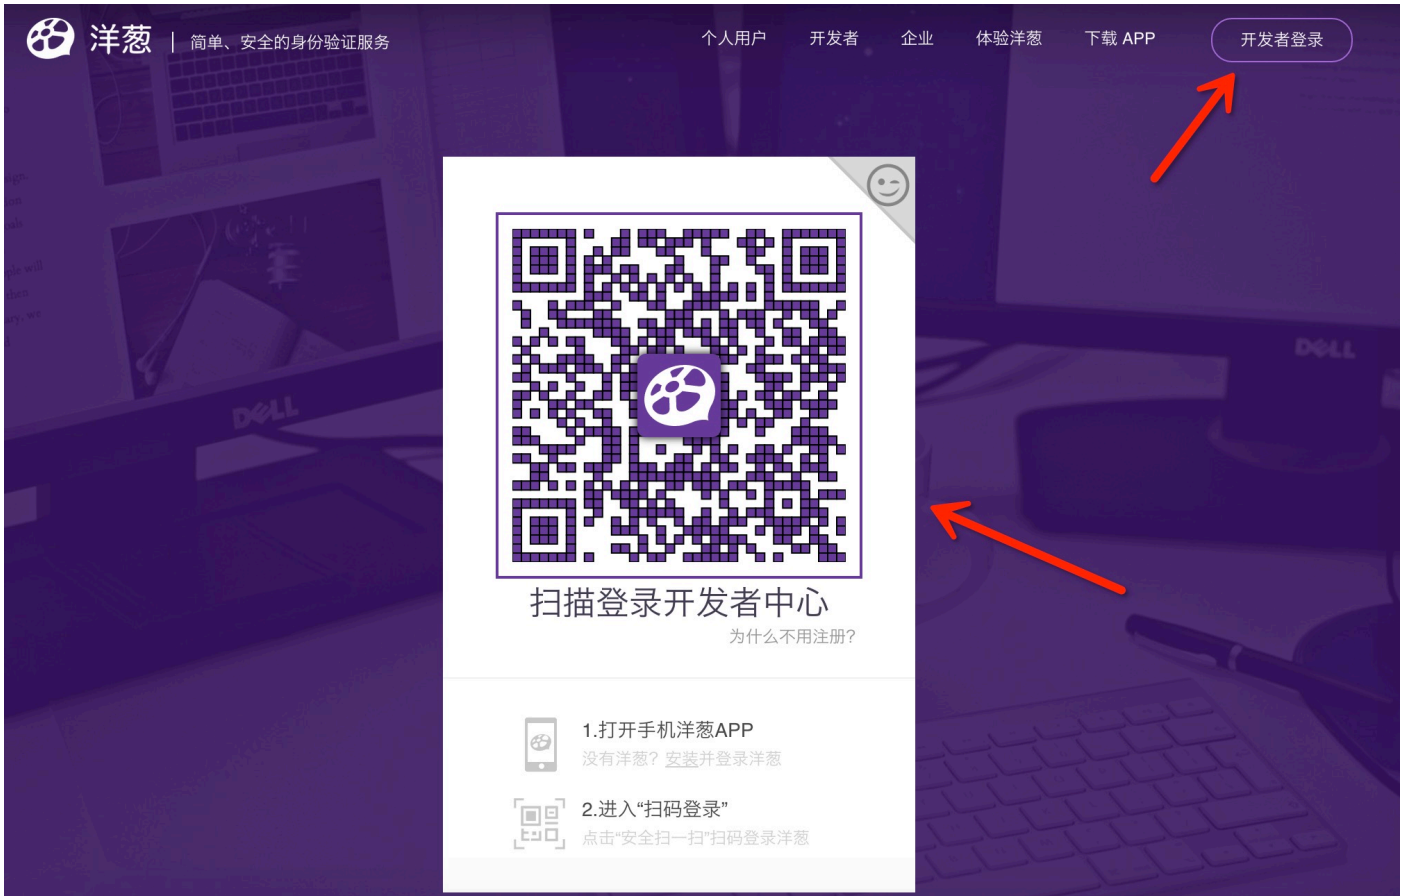 洋葱
简单、安全的身份验证服务
个人用户
开发者
企业
体验洋葱
下载 APP
开发者登录
DELL
DELL
扫描登录开发者中心
为什么不用注册?
1.打开手机洋葱APP
没有洋葱? 安装并登录洋葱
2.进入“扫码登录”
点击“安全扫一扫”扫码登录洋葱